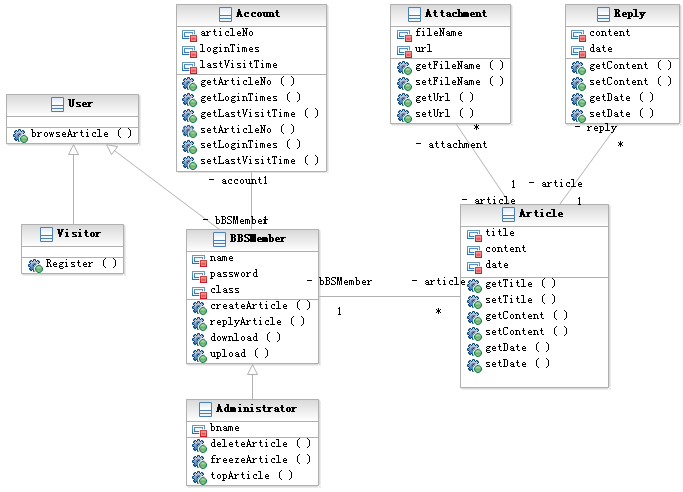 Account
articleNo
loginTimes
lastVisitTime
getArticleNo ( )
getLoginTimes ( )
getLastVisitTime ( )
setArticleNo ( )
setLoginTimes ( )
setLastVisitTime ( )
Attachment
fileName
url
getFileName ( )
setFileName ( )
getUrl ( )
setUrl ( )
Reply
content
date
getContent ( )
setContent ( )
getDate ( )
setDate ( )
User
browseArticle ( )
*
- attachment
- reply
*
1
- article
- article
1
- account1
- bBSMember
1
Visitor
Register ( )
BBSMember
name
password
class
createArticle ( )
replyArticle ( )
download ( )
upload ( )
- bBSMember
1
- article
*
Article
title
content
date
getTitle ( )
setTitle ( )
getContent ( )
setContent ( )
getDate ( )
setDate ( )
Administrator
bname
deleteArticle ( )
freezeArticle ( )
topArticle ( )